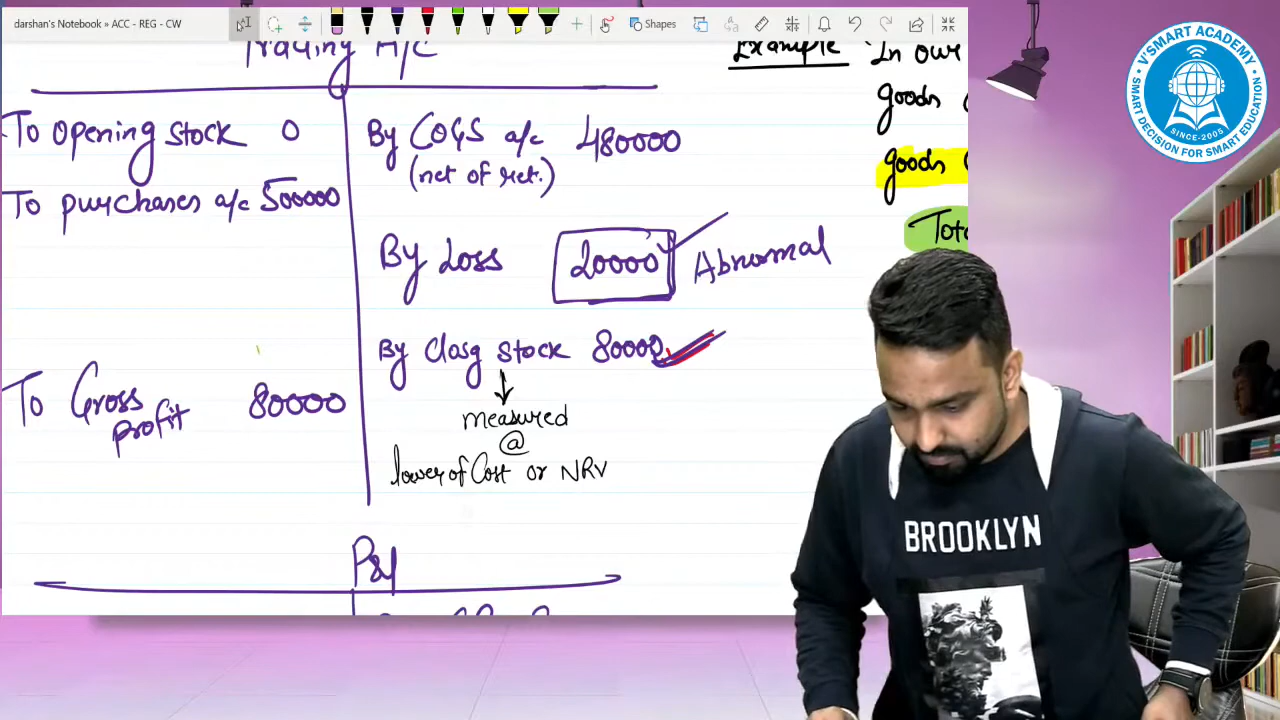 darshan's Notebook » ACC - REG - CW
Shapes
Trading A/C
To opening stock 0
To purchases a/c 500000
To Gross profit 80000
By COGS a/c 480000
(net of ret.)
By Loss 20000 Abnormal
By closg stock 80000
measured
@
lower of Cost or NRV
P&L
Example In our
goods
goods
Tota
V'SMART ACADEMY
SINCE-2005
SMART DECISION FOR SMART EDUCATION
BROOKLYN